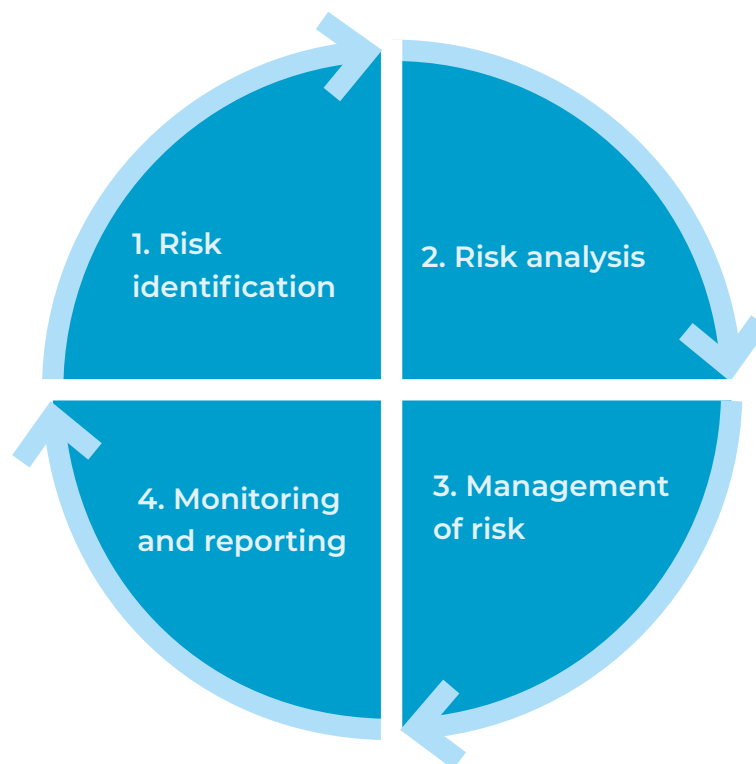 1. Risk
identification
2. Risk analysis
3. Management
of risk
4. Monitoring
and reporting